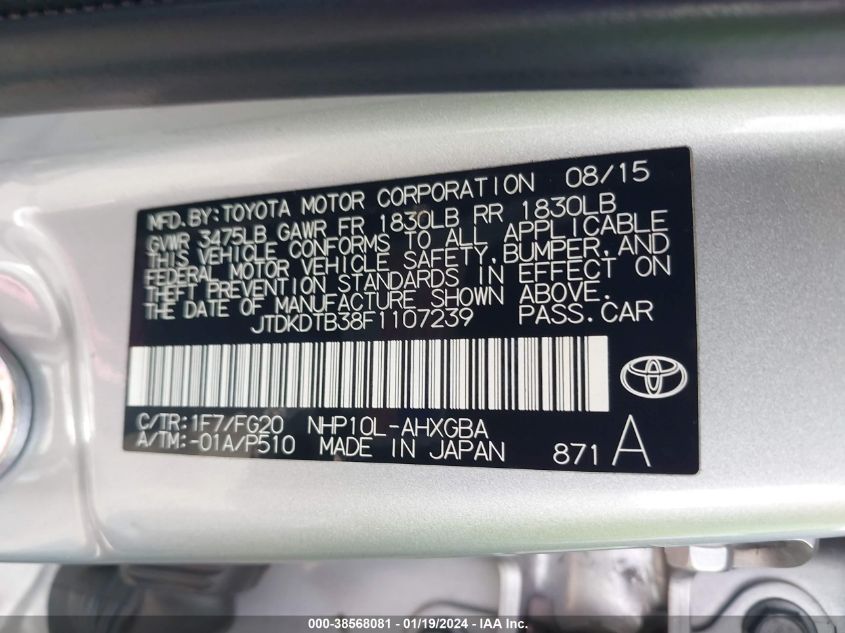 MFD. BY: TOYOTA MOTOR CORPORATION 08/15
GVWR 3475LB GAWR FR 1830LB RR 1830LB
THIS VEHICLE CONFORMS TO ALL APPLICABLE
FEDERAL MOTOR VEHICLE SAFETY, BUMPER, AND
THEFT PREVENTION STANDARDS IN EFFECT ON
THE DATE OF MANUFACTURE SHOWN ABOVE.
JTDKDTB38F1107239 PASS.CAR
C/TR:1F7/FG20 NHP10L-AHXGBA
A/TM:-01A/P510 MADE IN JAPAN 871 A
000-38568081 - 01/19/2024 - IAA Inc.